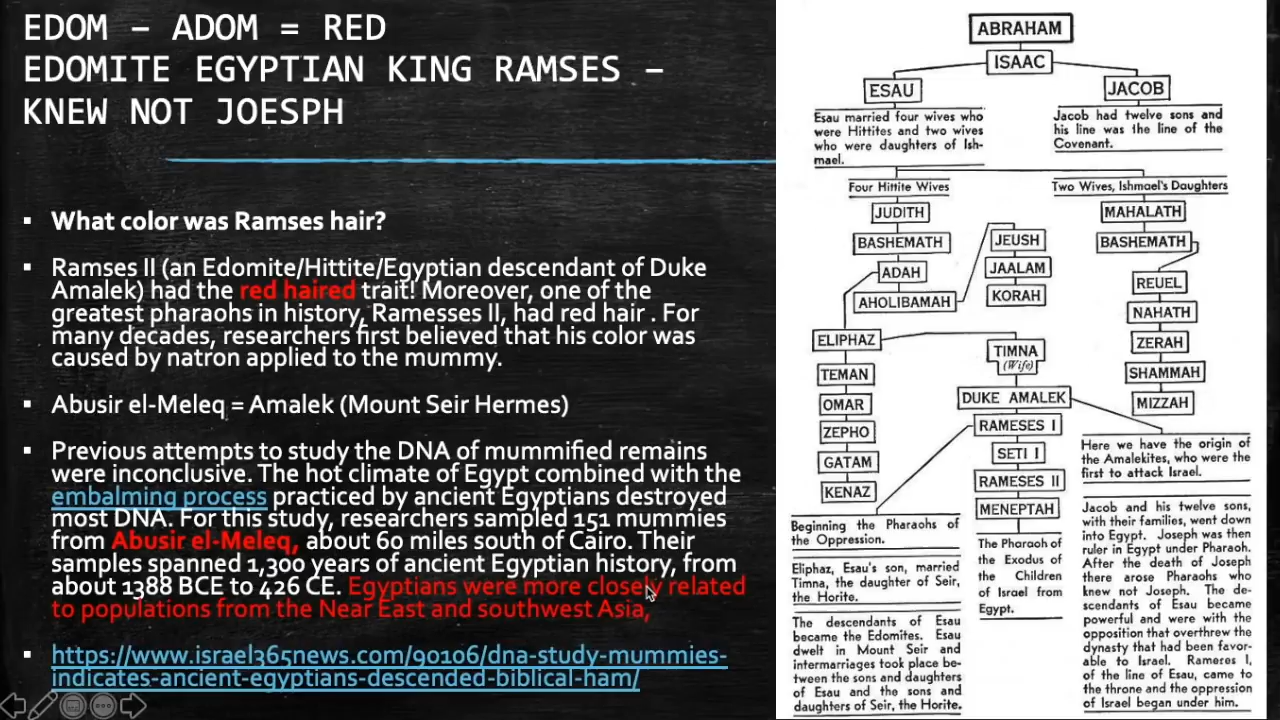 EDOM – ADOM = RED
EDOMITE EGYPTIAN KING RAMSES –
KNEW NOT JOESPH
▪ What color was Ramses hair?
▪ Ramses II (an Edomite/Hittite/Egyptian descendant of Duke
Amalek) had the red haired trait! Moreover, one of the
greatest pharaohs in history, Ramesses II, had red hair . For
many decades, researchers first believed that his color was
caused by natron applied to the mummy.
▪ Abusir el-Meleq = Amalek (Mount Seir Hermes)
▪ Previous attempts to study the DNA of mummified remains
were inconclusive. The hot climate of Egypt combined with the
embalming process practiced by ancient Egyptians destroyed
most DNA. For this study, researchers sampled 151 mummies
from Abusir el-Meleq, about 60 miles south of Cairo. Their
samples spanned 1,300 years of ancient Egyptian history, from
about 1388 BCE to 426 CE. Egyptians were more closely related
to populations from the Near East and southwest Asia,
▪ https://www.israel365news.com/90106/dna-study-mummies-
indicates-ancient-egyptians-descended-biblical-ham/
ABRAHAM
ISAAC
ESAU
JACOB
Esau married four wives who
were Hittites and two wives
who were daughters of Ish-
mael.
Jacob had twelve sons and
his line was the line of the
Covenant.
Four Hittite Wives
Two Wives, Ishmael's Daughters
JUDITH
BASHEMATH
ADAH
AHOLIBAMAH
JEUSH
JAALAM
KORAH
MAHALATH
BASHEMATH
REUEL
NAHATH
ZERAH
SHAMMAH
MIZZAH
ELIPHAZ
TEMAN
OMAR
ZEPHO
GATAM
KENAZ
TIMNA
(Wife)
DUKE AMALEK
RAMESES I
SETI I
RAMESES II
MENEPTAH
Beginning the Pharaohs of
the Oppression.
Eliphaz, Esau's son, married
Timna, the daughter of Seir,
the Horite.
The descendants of Esau
became the Edomites. Esau
dwelt in Mount Seir and
intermarriages took place be-
tween the sons and daughters
of Esau and the sons and
daughters of Seir, the Horite.
The Pharaoh of
the Exodus of
the Children
of Israel from
Egypt.
Here we have the origin of
the Amalekites, who were the
first to attack Israel.
Jacob and his twelve sons,
with their families, went down
into Egypt. Joseph was then
ruler in Egypt under Pharaoh.
After the death of Joseph
there arose Pharaohs who
knew not Joseph. The de-
scendants of Esau became
powerful and were with the
opposition that overthrew the
dynasty that had been favor-
able to Israel. Rameres I,
of the line of Esau, came to
the throne and the oppression
of Israel began under him.